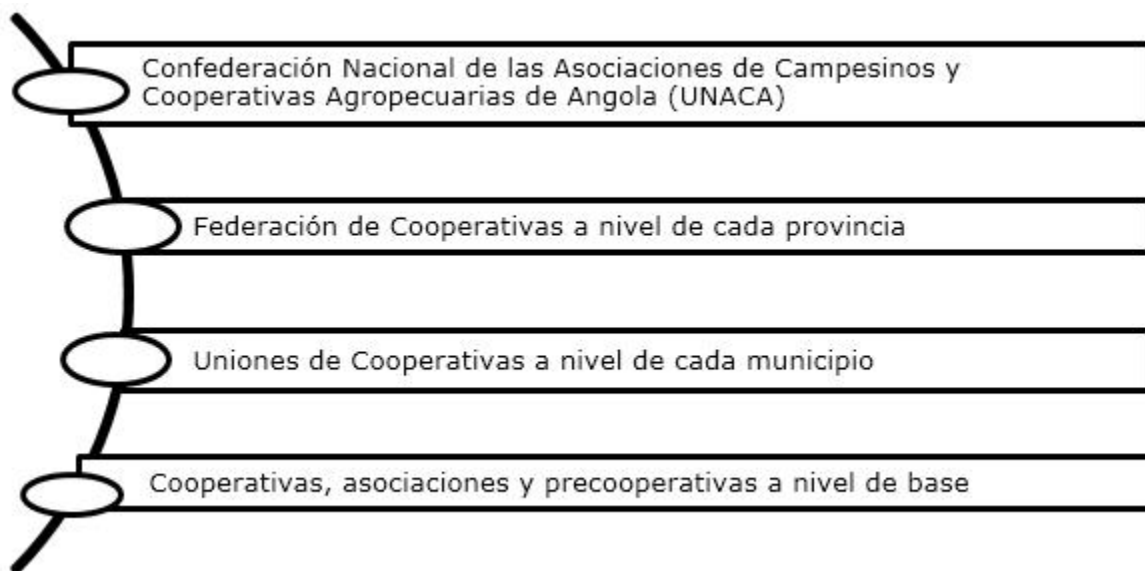 Confederación Nacional de las Asociaciones de Campesinos y
Cooperativas Agropecuarias de Angola (UNACA)
Federación de Cooperativas a nivel de cada provincia
Uniones de Cooperativas a nivel de cada municipio
Cooperativas, asociaciones y precooperativas a nivel de base